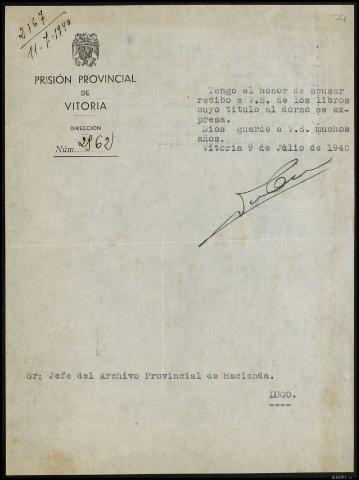 2167
11-7-1940
74
PRISIÓN PROVINCIAL
DE
VITORIA
DIRECCIÓN
Núm. 2862
Tengo el honor de acusar
recibo a V.S. de los libros
cuyo título al dorso se ex-
presa.
Dios guarde a V.S. muchos
años.
Vitoria 9 de Julio de 1940
Sr; Jefe del Archivo Provincial de Hacienda.
LUGO.